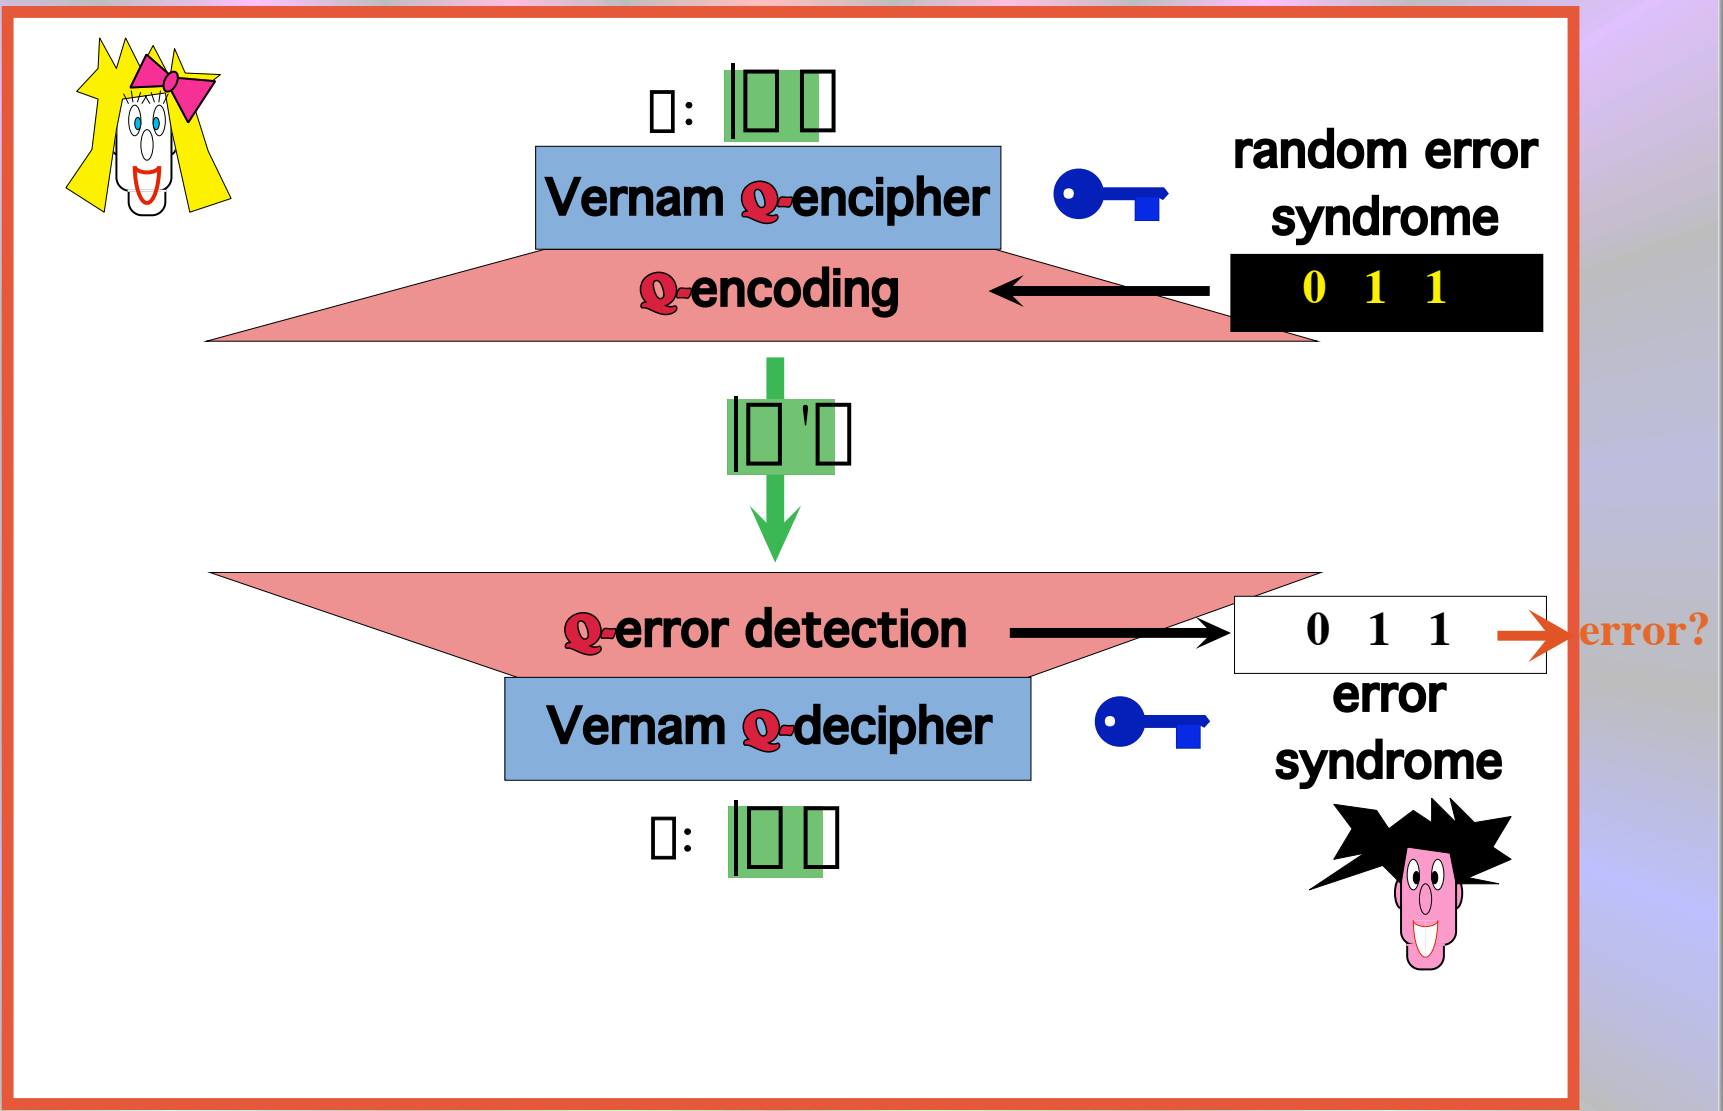 ▯: |▯ ▯
Vernam Q-encipher
random error
syndrome
Q-encoding
0 1 1
|▯ '▯
Q-error detection
0 1 1
error?
Vernam Q-decipher
error
syndrome
▯: |▯ ▯